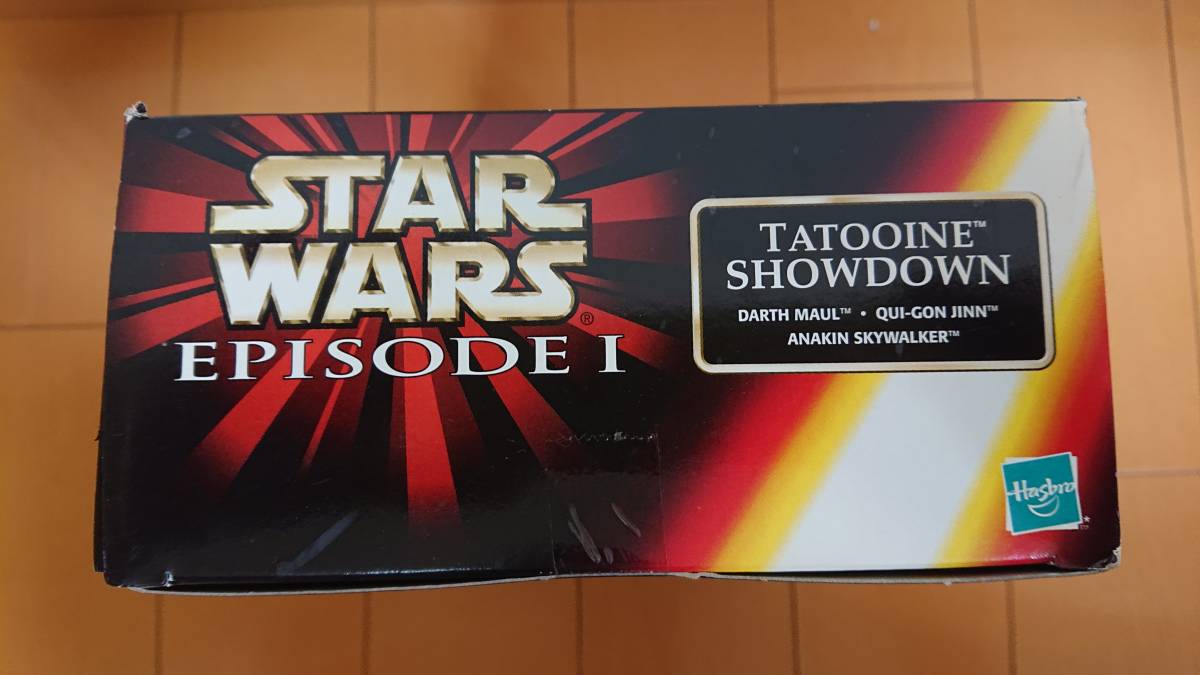 STAR
WARS®
EPISODE I
TATOOINE™
SHOWDOWN
DARTH MAUL™ • QUI-GON JINN™
ANAKIN SKYWALKER™
Hasbro